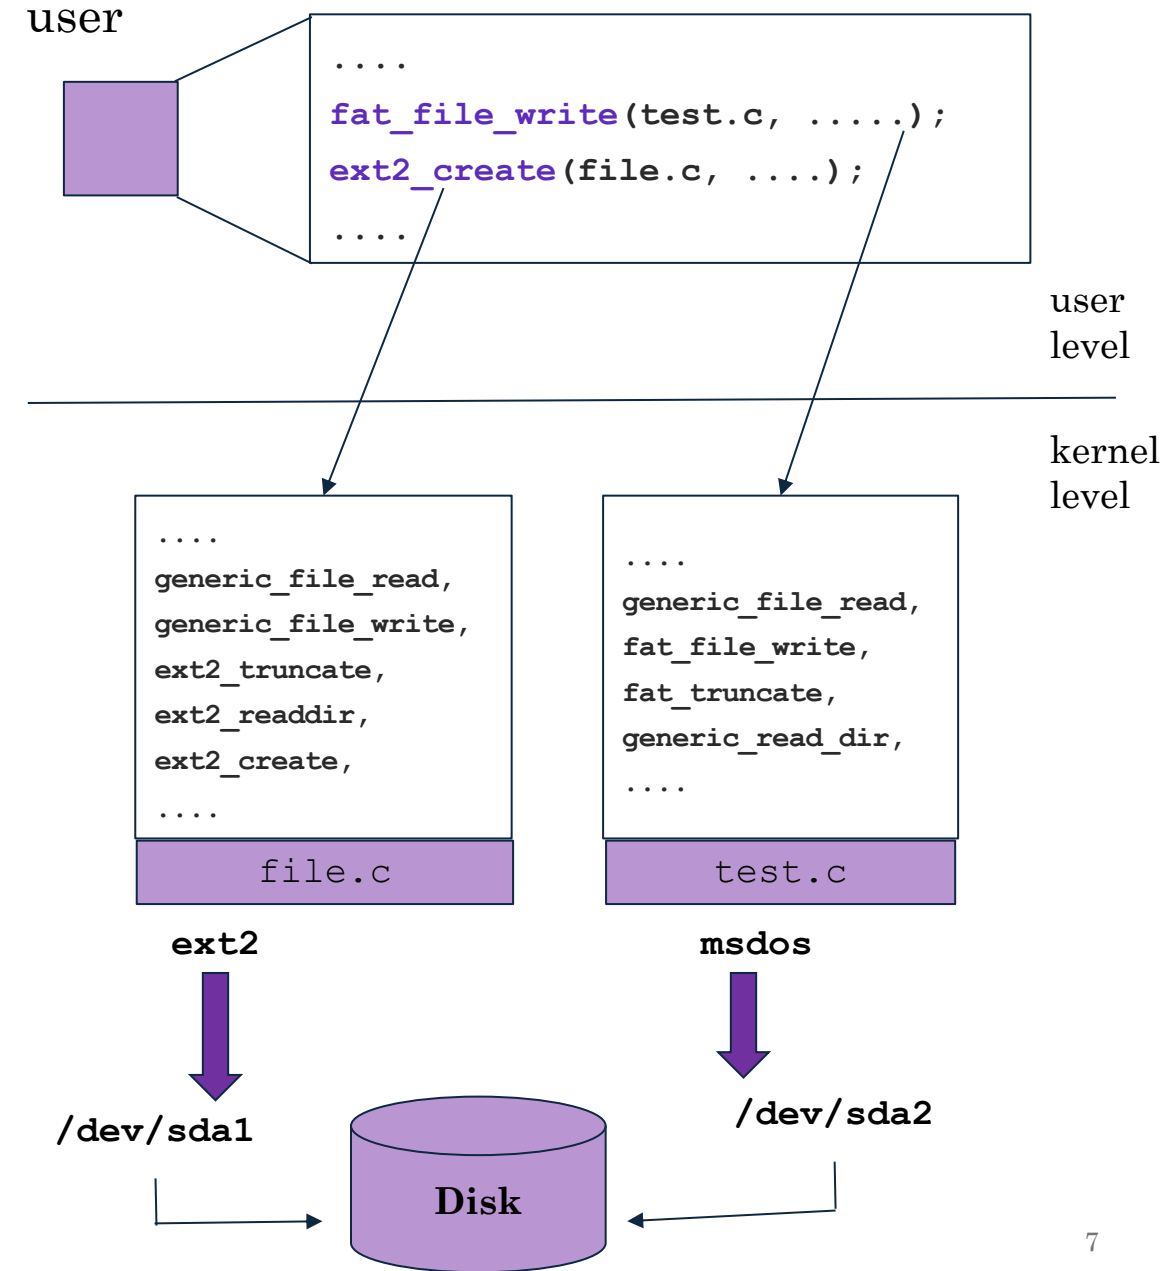 user
....
fat_file_write(test.c, .....);
ext2_create(file.c, ....);
....
user
level
kernel
level
....
generic_file_read,
generic_file_write,
ext2_truncate,
ext2_readdir,
ext2_create,
....
file.c
ext2
/dev/sda1
....
generic_file_read,
fat_file_write,
fat_truncate,
generic_read_dir,
....
test.c
msdos
/dev/sda2
Disk
7